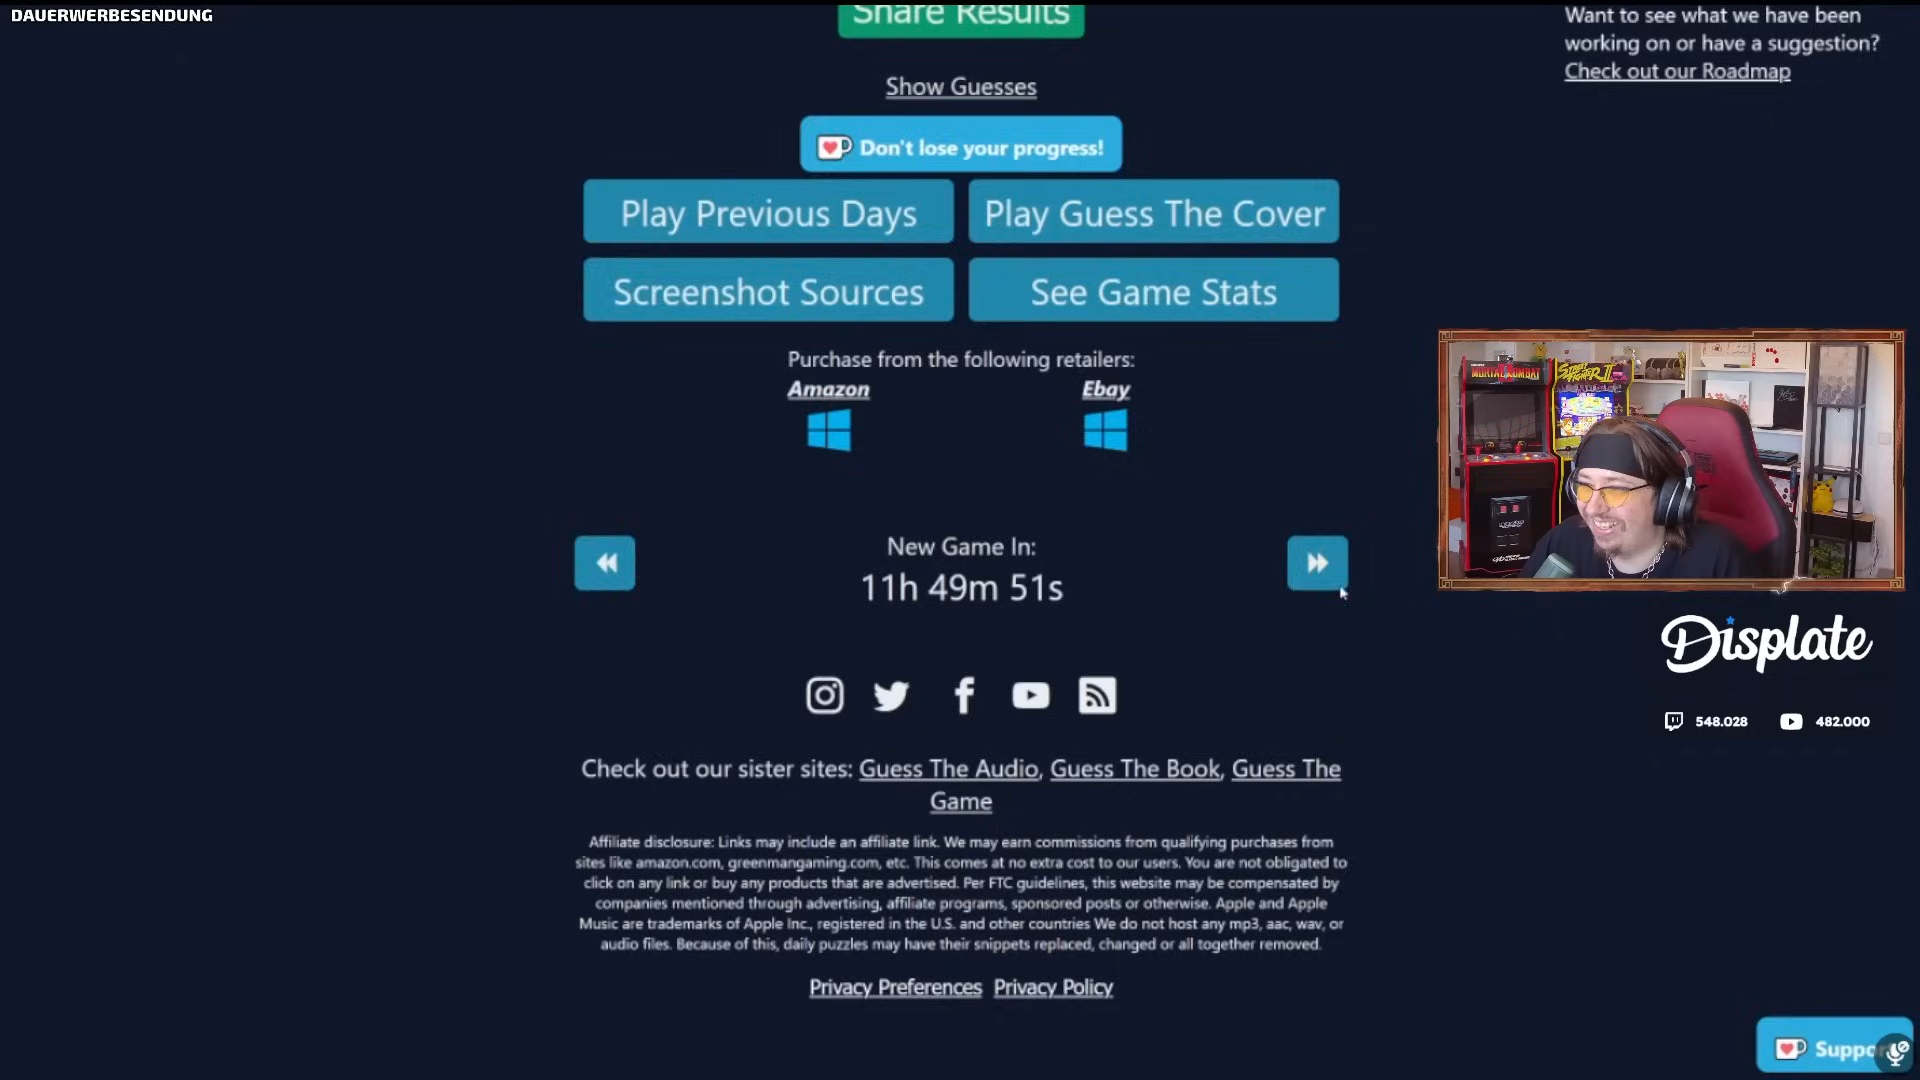 DAUERWERBESENDUNG
Share Results
Want to see what we have been
working on or have a suggestion?
Check out our Roadmap
Show Guesses
Don't lose your progress!
Play Previous Days
Play Guess The Cover
Screenshot Sources
See Game Stats
Purchase from the following retailers:
Amazon
Ebay
MORTAL KOMBAT
STREET FIGHTER II
New Game In:
11h 49m 51s
Displate
548.028
482.000
Check out our sister sites: Guess The Audio, Guess The Book, Guess The
Game
Affiliate disclosure: Links may include an affiliate link. We may earn commissions from qualifying purchases from
sites like amazon.com, greenmangaming.com, etc. This comes at no extra cost to our users. You are not obligated to
click on any link or buy any products that are advertised. Per FTC guidelines, this website may be compensated by
companies mentioned through advertising, affiliate programs, sponsored posts or otherwise. Apple and Apple
Music are trademarks of Apple Inc., registered in the U.S. and other countries We do not host any mp3, aac, wav, or
audio files. Because of this, daily puzzles may have their snippets replaced, changed or all together removed.
Privacy Preferences Privacy Policy